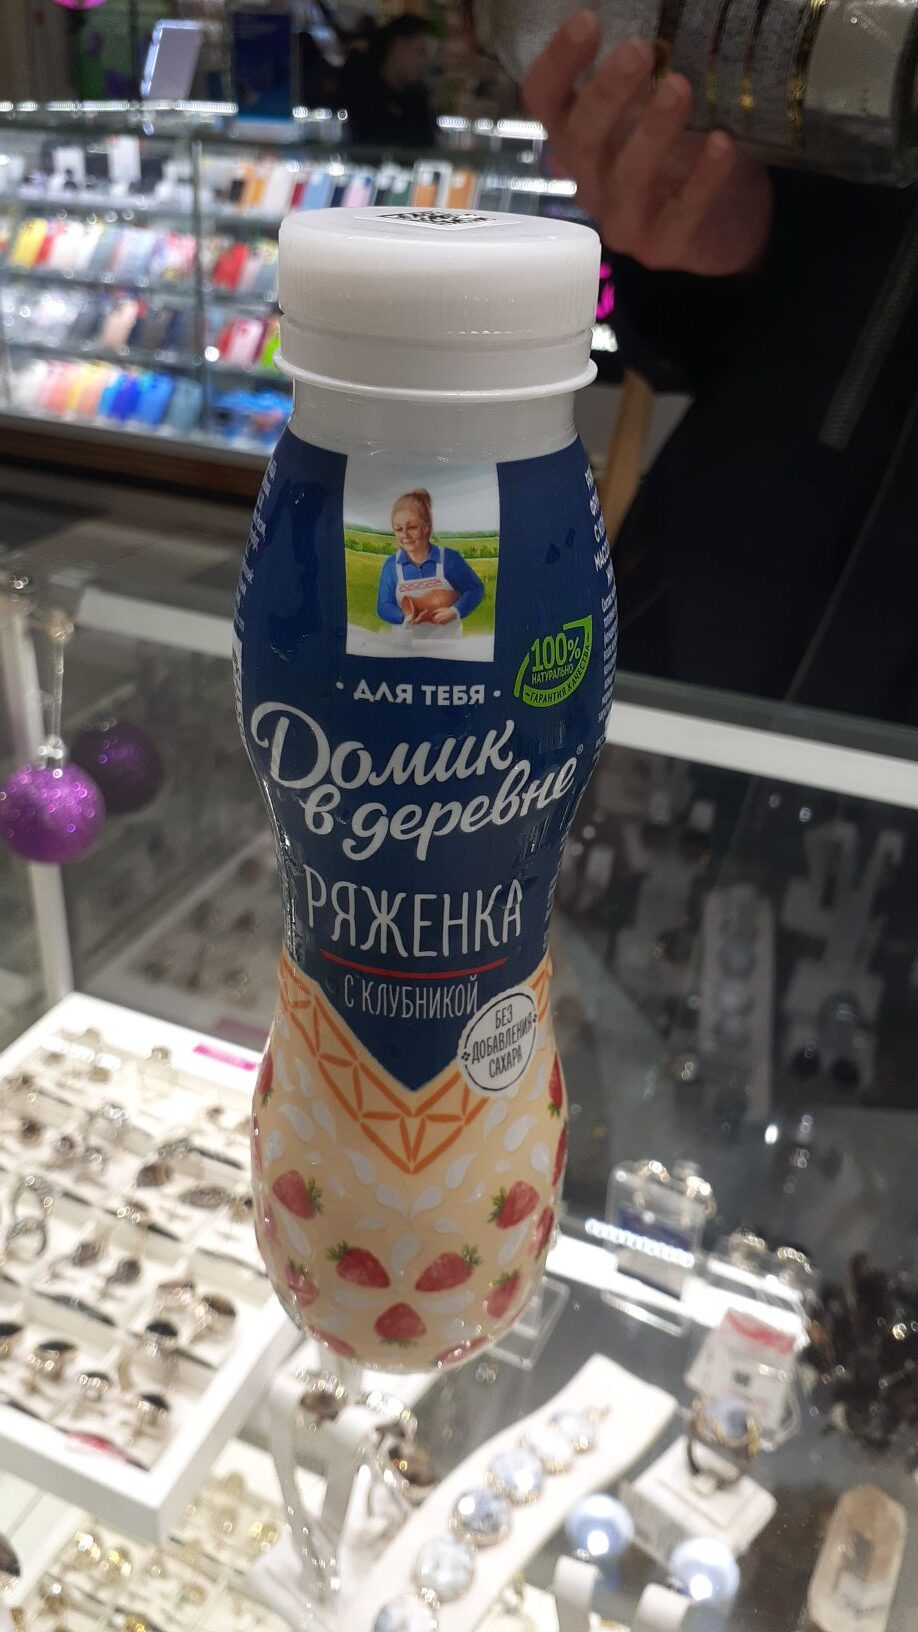 · ДЛЯ ТЕБЯ ·
100%
НАТУРАЛЬНО
ГАРАНТИЯ КАЧЕСТВА
Домик
в деревне®
РЯЖЕНКА
С КЛУБНИКОЙ
БЕЗ
ДОБАВЛЕНИЯ
САХАРА